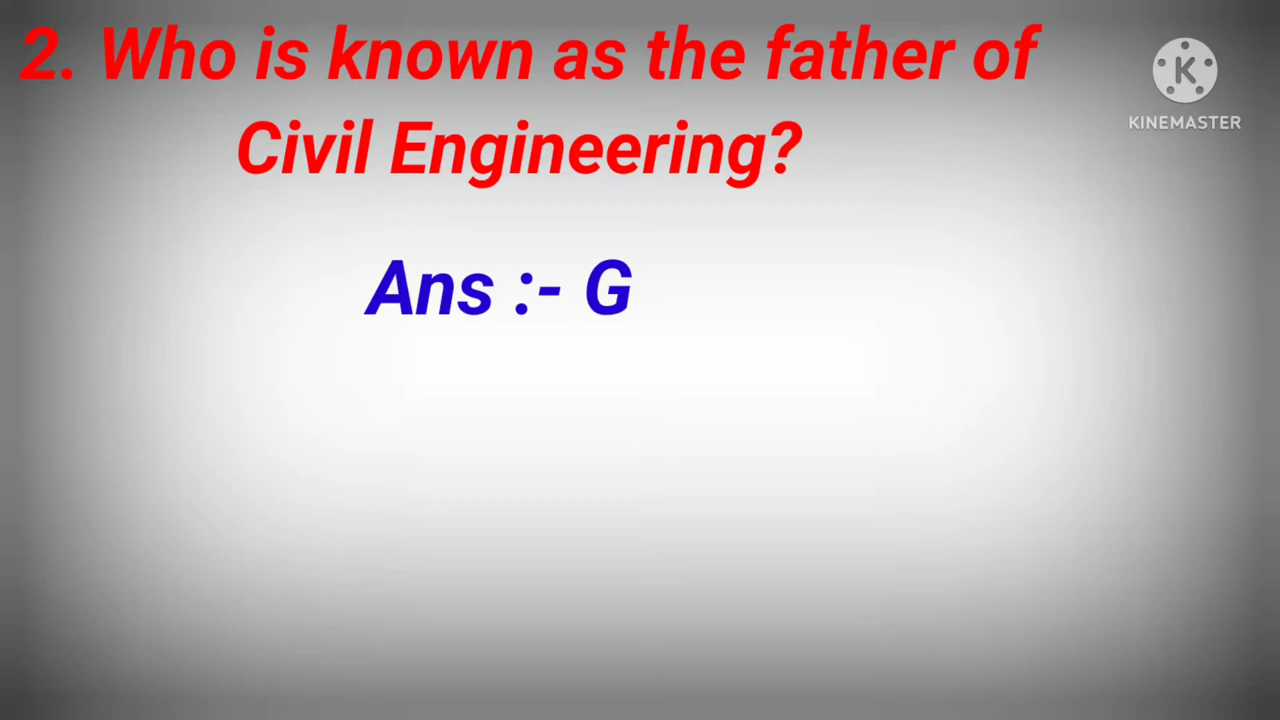 2. Who is known as the father of
Civil Engineering?
Ans :- G
K
KINEMASTER